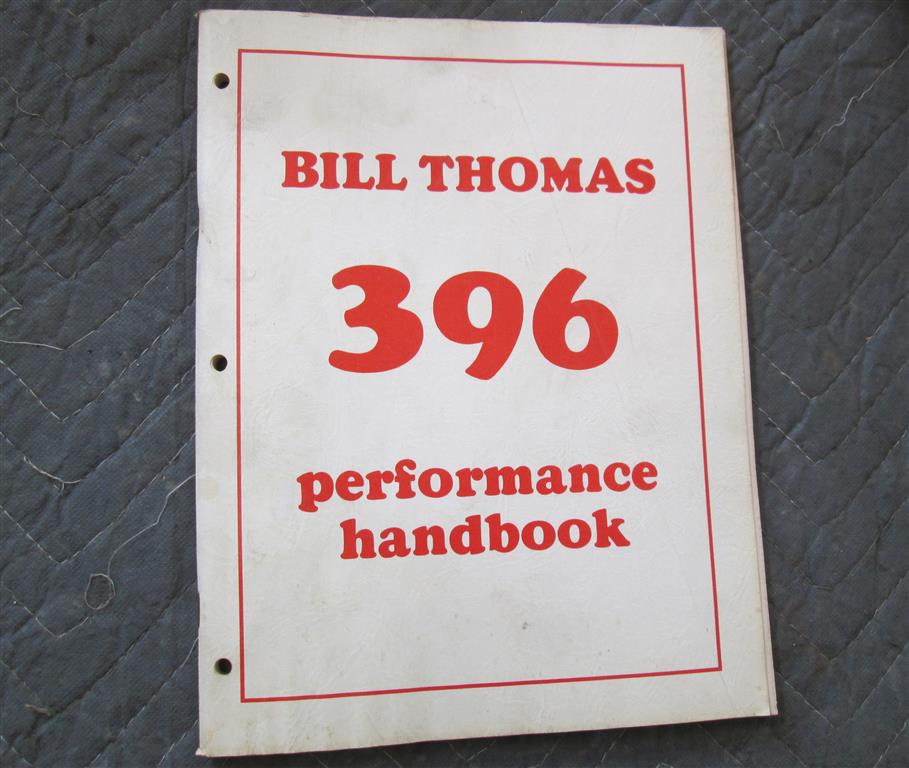 BILL THOMAS
396
performance
handbook